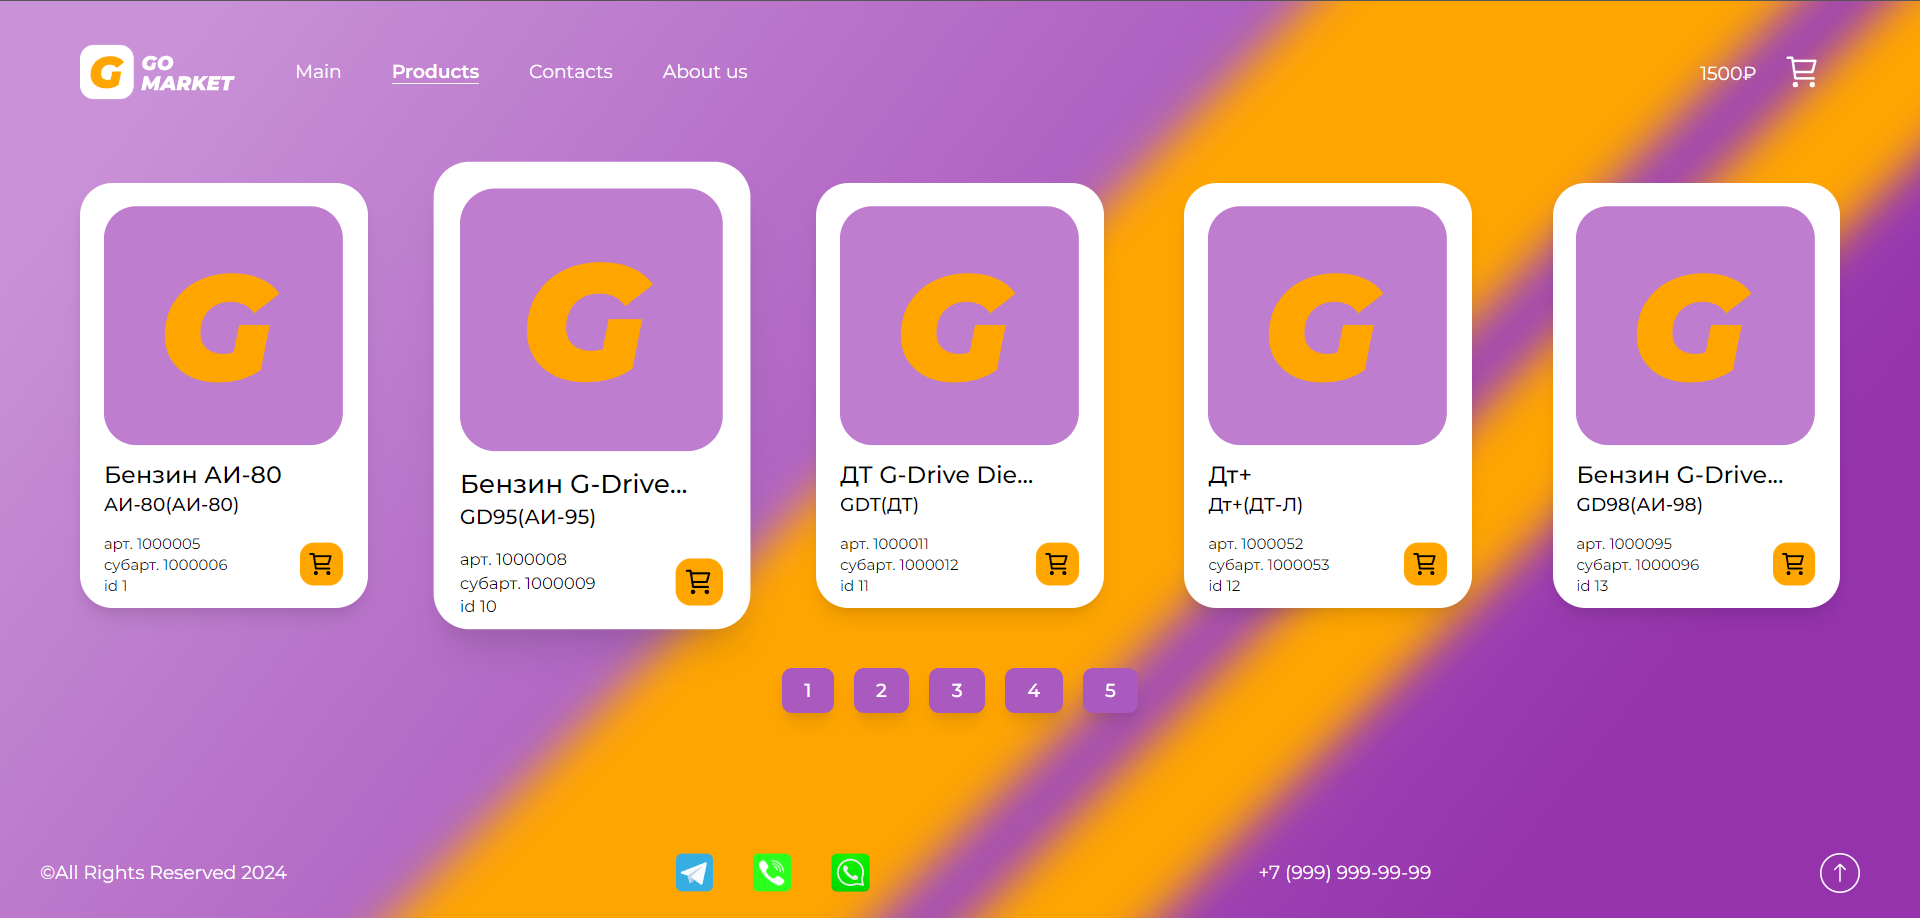 G
GO
MARKET
Main
Products
Contacts
About us
1500₽
G
Бензин АИ-80
АИ-80(АИ-80)
арт. 1000005
субарт. 1000006
id 1
G
Бензин G-Drive...
GD95(АИ-95)
арт. 1000008
субарт. 1000009
id 10
G
ДТ G-Drive Die...
GDT(ДТ)
арт. 1000011
субарт. 1000012
id 11
G
Дт+
Дт+(ДТ-Л)
арт. 1000052
субарт. 1000053
id 12
G
Бензин G-Drive...
GD98(АИ-98)
арт. 1000095
субарт. 1000096
id 13
1
2
3
4
5
©All Rights Reserved 2024
+7 (999) 999-99-99